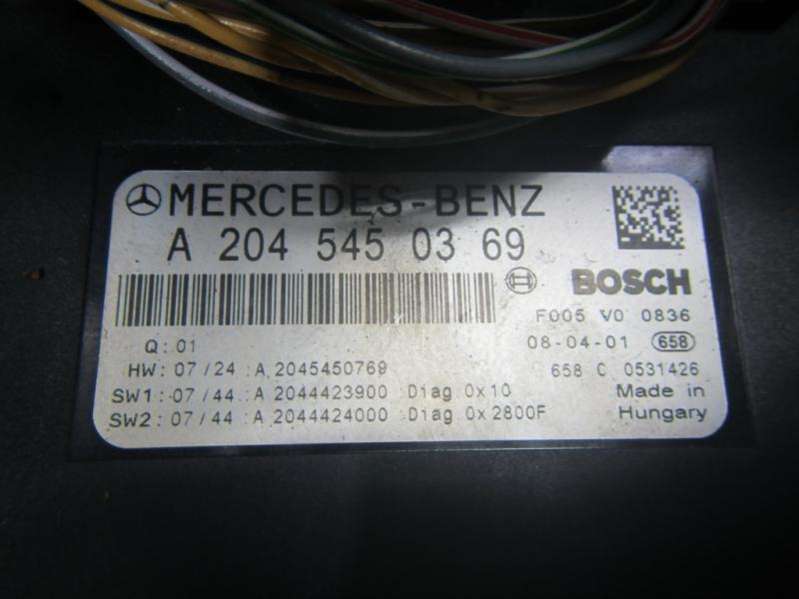 MERCEDES-BENZ
A 204 545 03 69
BOSCH
F005 V0 0836
Q: 01
08-04-01 658
HW: 07/24: A 2045450769
658 C 0531426
SW1: 07/44: A 2044423900 Diag 0x10
Made in
SW2: 07/44: A 2044424000 Diag 0x2800F
Hungary